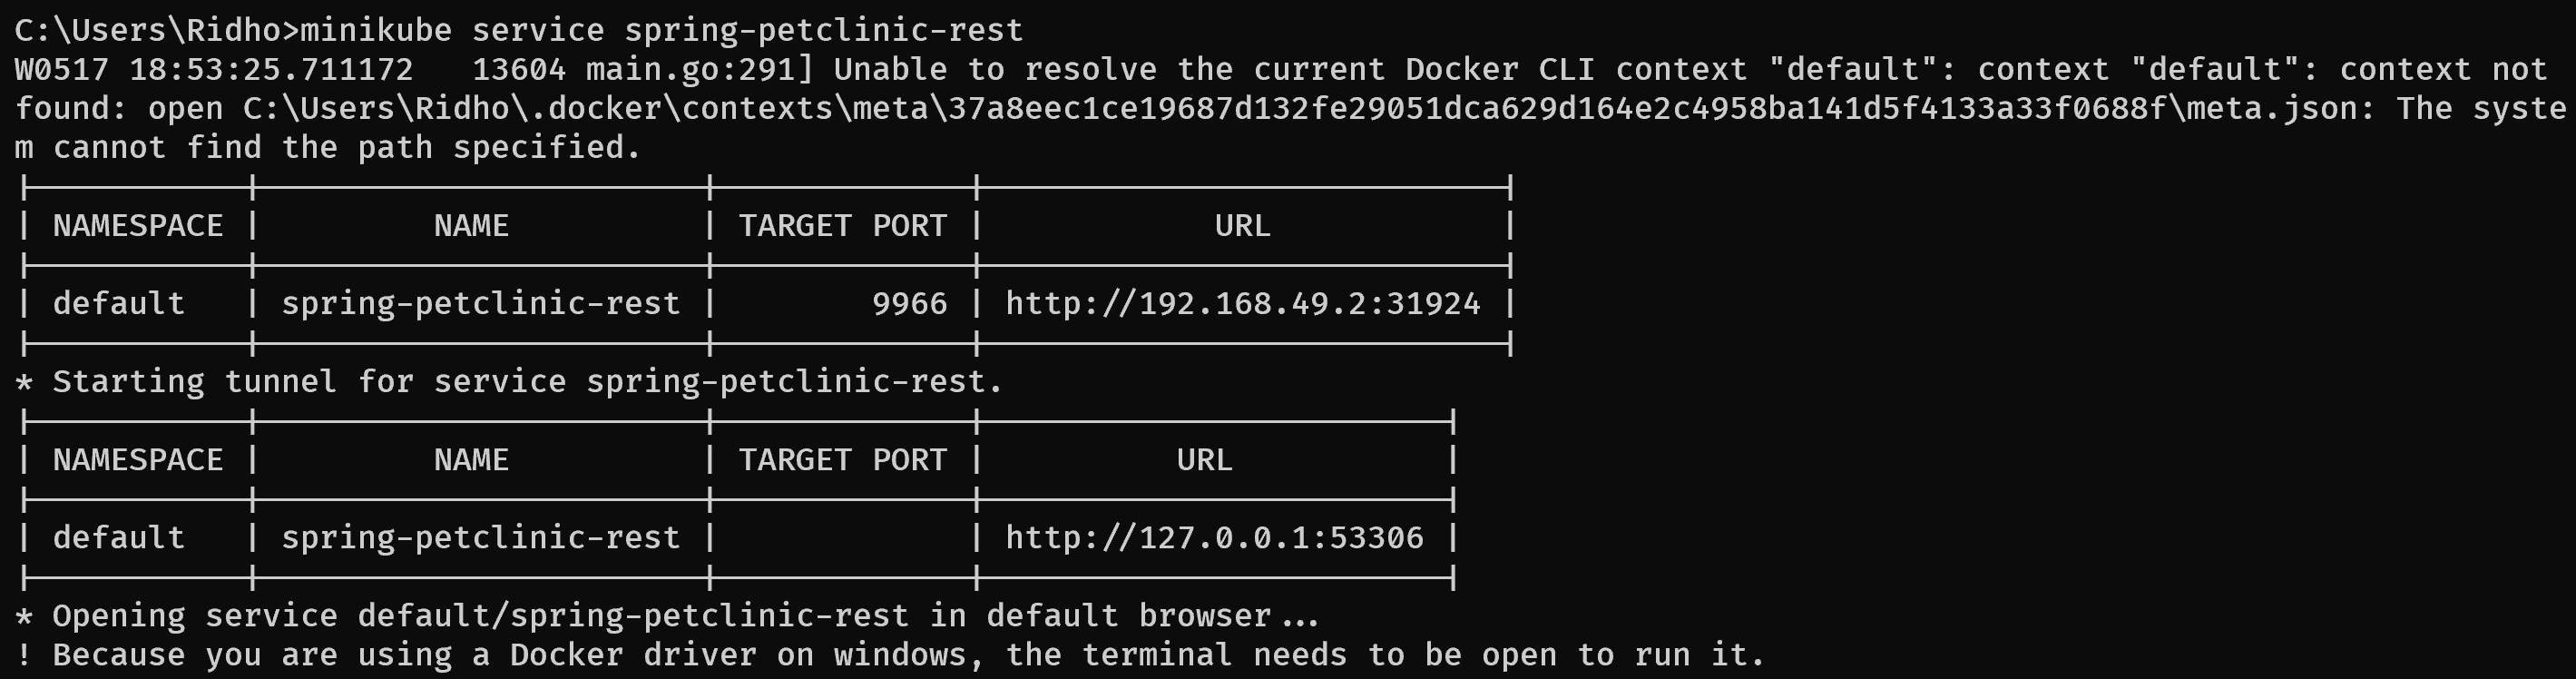 C:\Users\Ridho>minikube service spring-petclinic-rest
W0517 18:53:25.711172   13604 main.go:291] Unable to resolve the current Docker CLI context "default": context "default": context not
found: open C:\Users\Ridho\.docker\contexts\meta\37a8eec1ce19687d132fe29051dca629d164e2c4958ba141d5f4133a33f0688f\meta.json: The syste
m cannot find the path specified.
| NAMESPACE |         NAME          | TARGET PORT |            URL            |
| default   | spring-petclinic-rest |        9966 | http://192.168.49.2:31924 |
* Starting tunnel for service spring-petclinic-rest.
| NAMESPACE |         NAME          | TARGET PORT |          URL           |
| default   | spring-petclinic-rest |             | http://127.0.0.1:53306 |
* Opening service default/spring-petclinic-rest in default browser...
! Because you are using a Docker driver on windows, the terminal needs to be open to run it.